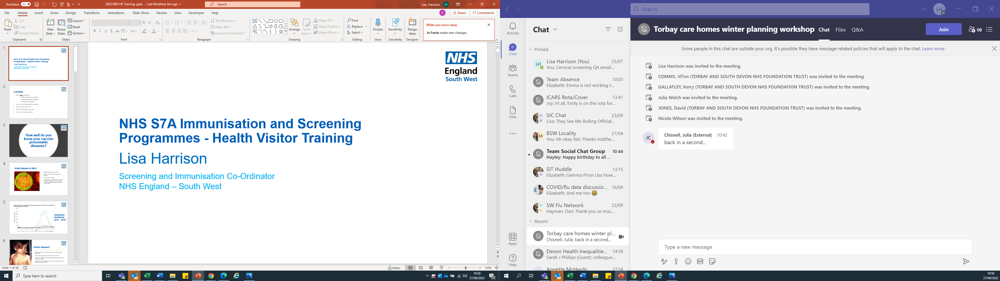 AutoSave On
20221003 HV Training .pptx - Last Modified: 6m ago
Search
Lisa Harrison LH
File Home Insert Draw Design Transitions Animations Slide Show Review View Developer Help
JF Share Comments
Paste
Cut
Copy
Format Painter
Clipboard
New Slide
Reuse Slides
Layout
Reset
Section
Slides
B I U S ab AV Aa A
Font
Text Direction
Align Text
Convert to SmartArt
Paragraph
Arrange
Quick Styles
Shape Fill
Shape Outline
Shape Effects
Drawing
Find
Replace
Select
Editing
Dictate
Voice
Sensitivity
Sensitivity
Design Ideas
Designer
While you were away
Jo Ferrie made new changes.
1
NHS England South West
NHS S7A Immunisation and Screening
Programmes - Health Visitor Training
Lisa Harrison
Screening and Immunisation Co-Ordinator
NHS England – South West
2
Contents
3
How well do you
know your vaccine
preventable
diseases?
4
What disease is this?
5
Rotavirus
incidence
2011 - 2015
6
Which disease?
NHS
England
South West
NHS S7A Immunisation and Screening
Programmes - Health Visitor Training
Lisa Harrison
Screening and Immunisation Co-Ordinator
NHS England – South West
Slide 1 of 48
Notes
120%
Type here to search
10:50
27/09/2022
22
Search
LH
Activity
Chat
Teams
Calls
Files
Apps
Help
Chat
Pinned
LH Lisa Harrison (You) 25/07
You: Cervical screening QA email...
Team Absence 10:03
Elizabeth: Emma is not working t...
ICARS Rota/Cover 13:41
Joy: Hi all, Emily is on the rota for...
SIC Chat 23/09
Lisa: They See Me Rolling Official...
BSW Locality 27/04
You: Ah okay fab! Thanks matthe...
Team Social Chat Group 10:44
Hayley: Happy birthday to all ...
SIT Huddle 13:15
Elizabeth: Gemma Piron Lisa How...
COVID/flu data discussio... 16/09
Elizabeth: And me too
SW Flu Network 22/09
Hayman, Dan: Thank you so muc...
Recent
Torbay care homes winter pl...
Chisnell, Julia: back in a second...
Devon Health Inequalitie... 14:58
Sarah J Phillips (Guest): colleague...
Annette McHardy 12:54
Torbay care homes winter planning workshop Chat Files Q&A
Join
10
Some people in this chat are outside your org. It's possible they have message-related policies that will apply to the chat. Learn more
Lisa Harrison was invited to the meeting.
COMMS, Vl7vn (TORBAY AND SOUTH DEVON NHS FOUNDATION TRUST) was invited to the meeting.
GALLATLEY, Kerry (TORBAY AND SOUTH DEVON NHS FOUNDATION TRUST) was invited to the meeting.
Julia Welch was invited to the meeting.
JONES, David (TORBAY AND SOUTH DEVON NHS FOUNDATION TRUST) was invited to the meeting.
Nicola Wilson was invited to the meeting.
JC Chisnell, Julia (External) 10:42
back in a second...
Type a new message
GIF
10:50
27/09/2022